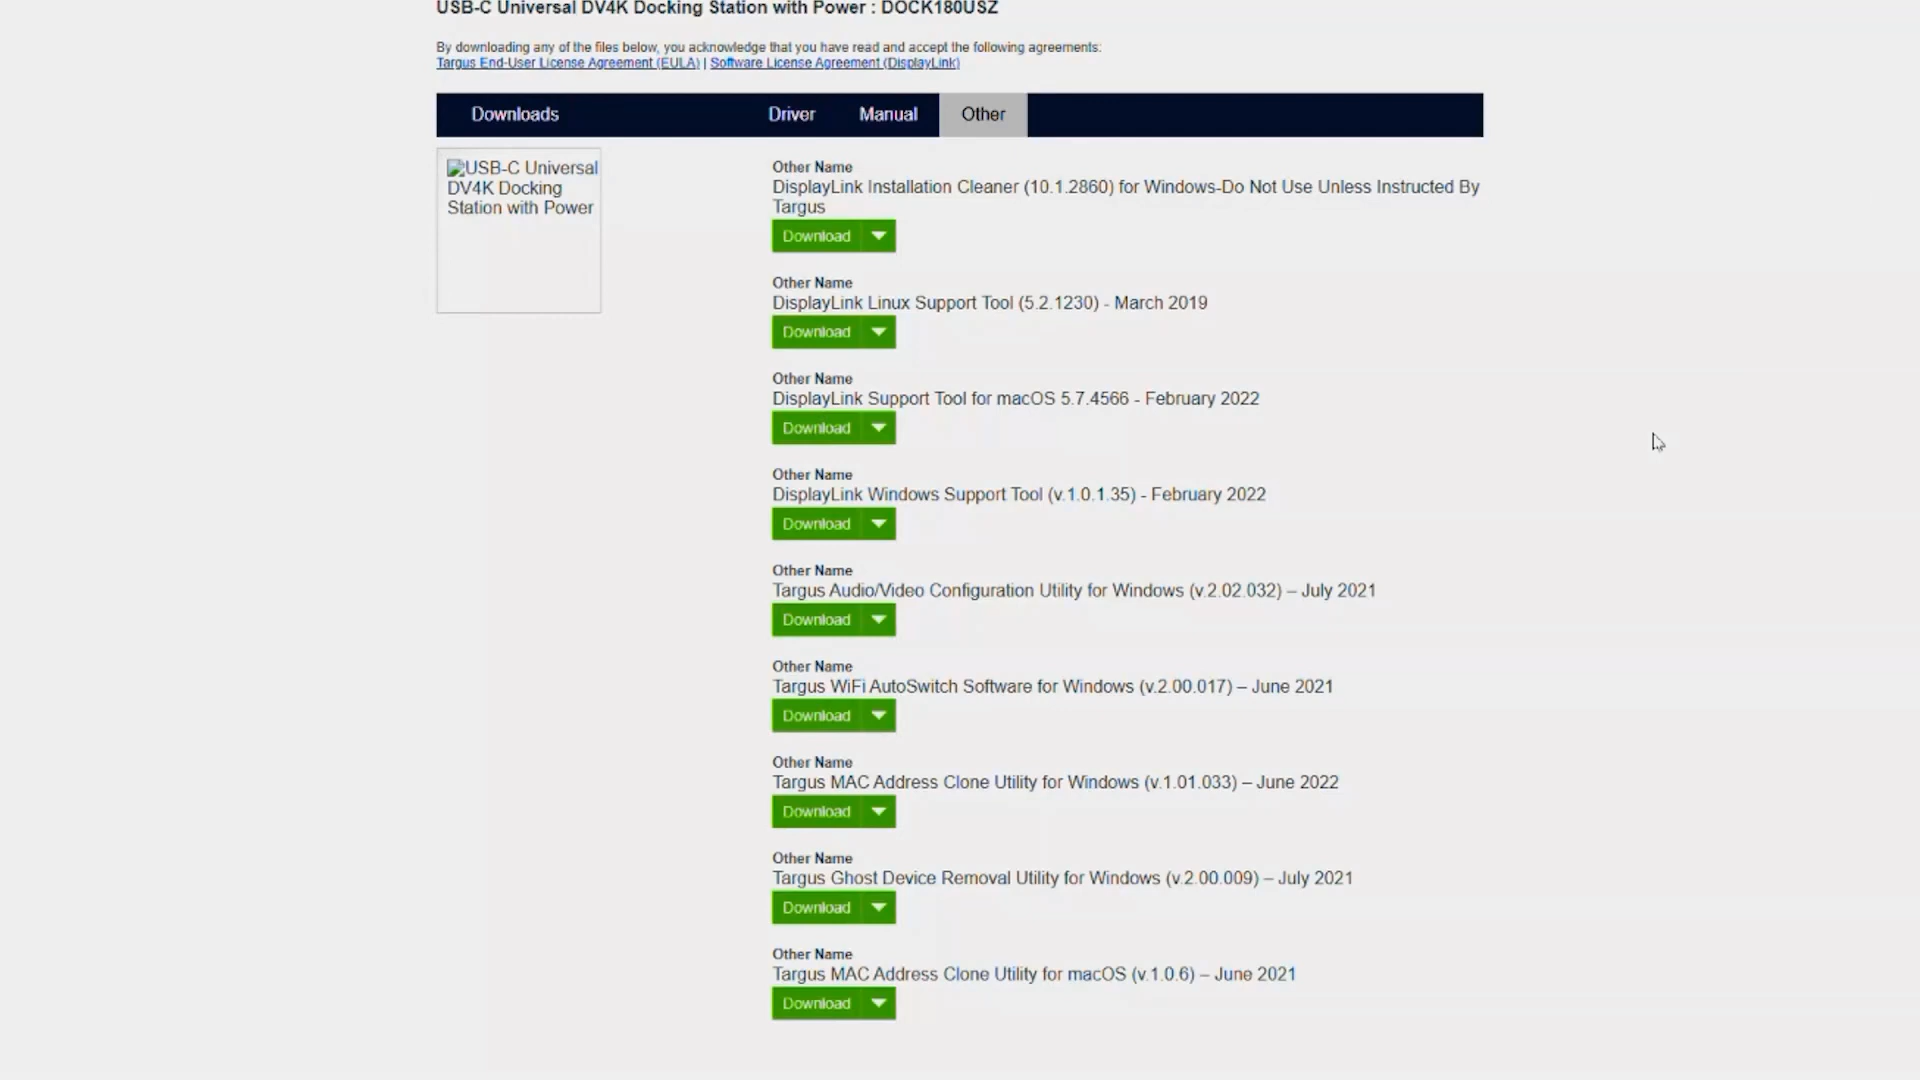 USB-C Universal DV4K Docking Station with Power : DOCK180USZ
By downloading any of the files below, you acknowledge that you have read and accept the following agreements:
Targus End-User License Agreement (EULA) | Software License Agreement (DisplayLink)
Downloads Driver Manual Other
USB-C Universal
DV4K Docking
Station with Power
Other Name
DisplayLink Installation Cleaner (10.1.2860) for Windows-Do Not Use Unless Instructed By
Targus
Download
Other Name
DisplayLink Linux Support Tool (5.2.1230) - March 2019
Download
Other Name
DisplayLink Support Tool for macOS 5.7.4566 - February 2022
Download
Other Name
DisplayLink Windows Support Tool (v.1.0.1.35) - February 2022
Download
Other Name
Targus Audio/Video Configuration Utility for Windows (v.2.02.032) – July 2021
Download
Other Name
Targus WiFi AutoSwitch Software for Windows (v.2.00.017) – June 2021
Download
Other Name
Targus MAC Address Clone Utility for Windows (v.1.01.033) – June 2022
Download
Other Name
Targus Ghost Device Removal Utility for Windows (v.2.00.009) – July 2021
Download
Other Name
Targus MAC Address Clone Utility for macOS (v.1.0.6) – June 2021
Download